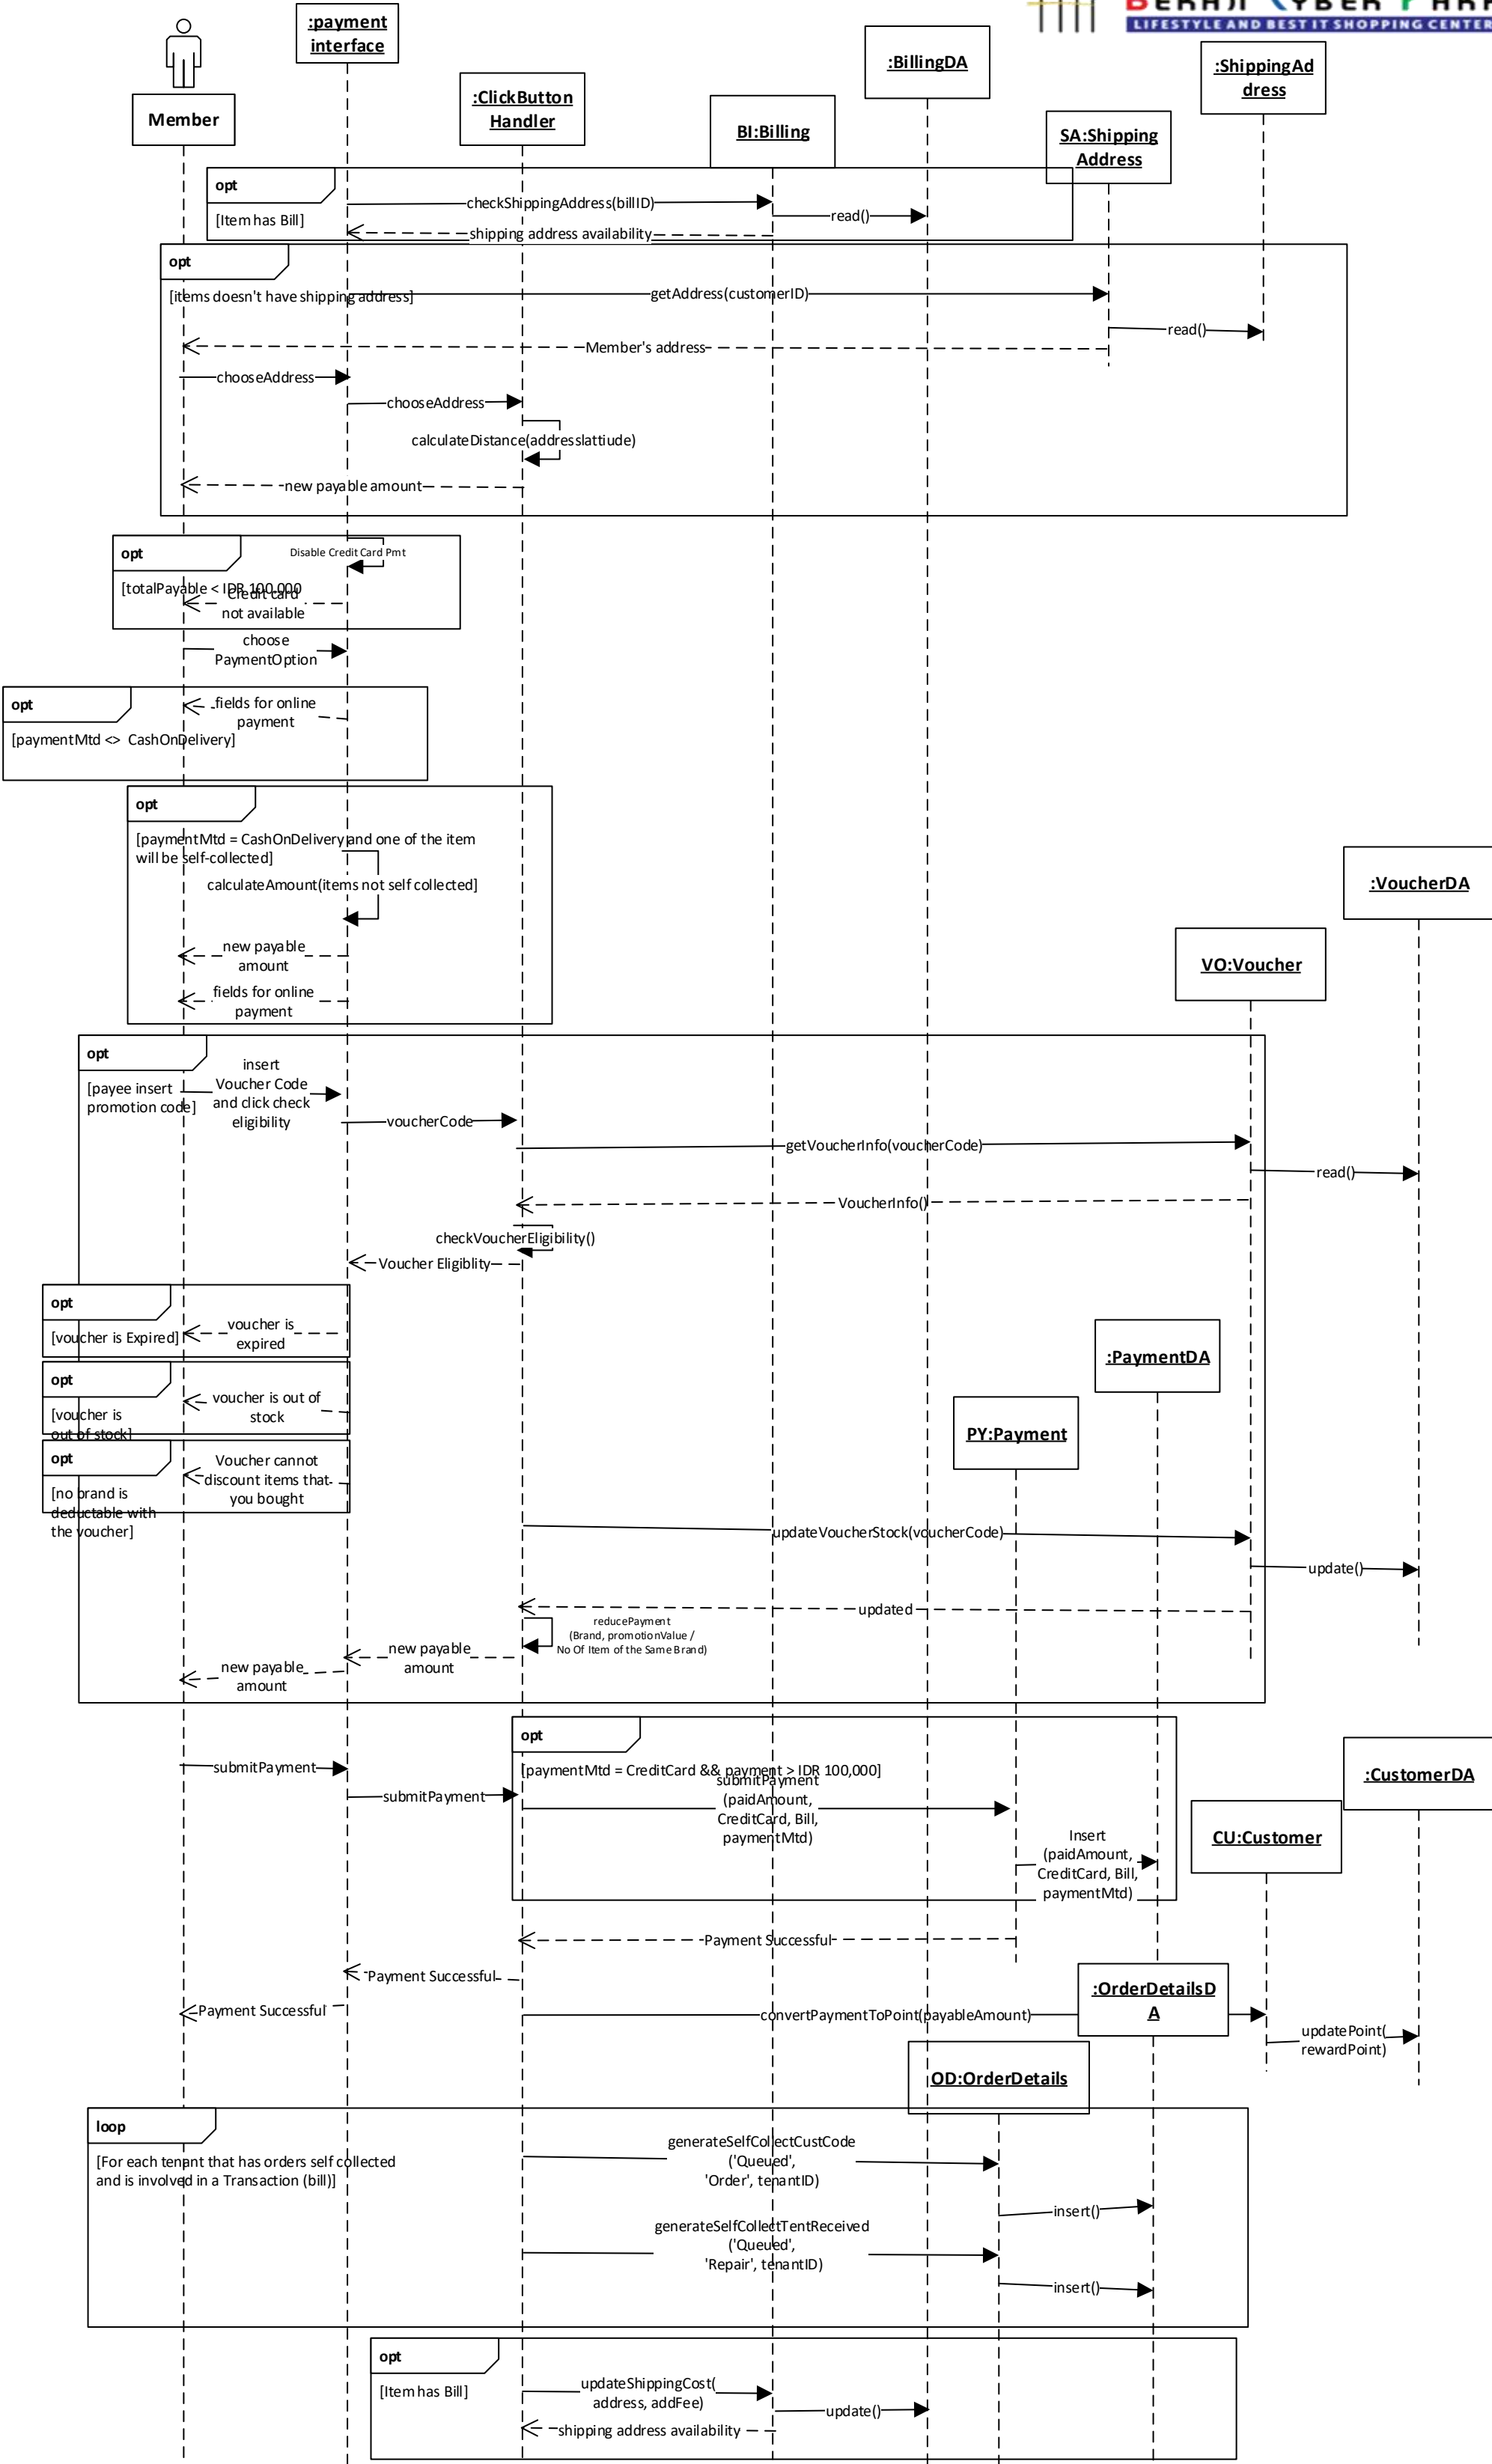 LIFESTYLE AND BEST IT SHOPPING CENTER
:payment
interface
:BillingDA
:ShippingAd
dress
:ClickButton
Handler
Member
BI:Billing
SA:Shipping
Address
opt
[Item has Bill]
checkShippingAddress(billID)
read()
shipping address availability
opt
[items doesn't have shipping address]
getAddress(customerID)
read()
Member's address
chooseAddress
chooseAddress
calculateDistance(addresslattiude)
new payable amount
opt
Disable Credit Card Pmt
[totalPayable < IDR 100,000
Credit card
not available
choose
PaymentOption
opt
fields for online
payment
[paymentMtd <> CashOnDelivery]
opt
[paymentMtd = CashOnDelivery and one of the item
will be self-collected]
calculateAmount(items not self collected]
:VoucherDA
new payable
amount
VO:Voucher
fields for online
payment
opt
[payee insert
promotion code]
insert
Voucher Code
and click check
eligibility
voucherCode
getVoucherInfo(voucherCode)
read()
VoucherInfo()
checkVoucherEligibility()
Voucher Eligiblity
opt
[voucher is Expired]
voucher is
expired
:PaymentDA
opt
[voucher is
out of stock]
voucher is out of
stock
PY:Payment
opt
[no brand is
deductable with
the voucher]
Voucher cannot
discount items that
you bought
updateVoucherStock(voucherCode)
update()
updated
reducePayment
(Brand, promotionValue /
No Of Item of the Same Brand)
new payable
amount
new payable
amount
opt
[paymentMtd = CreditCard && payment > IDR 100,000]
submitPayment
submitPayment
submitPayment
(paidAmount,
CreditCard, Bill,
paymentMtd)
:CustomerDA
CU:Customer
Insert
(paidAmount,
CreditCard, Bill,
paymentMtd)
Payment Successful
Payment Successful
Payment Successful
:OrderDetailsD
A
convertPaymentToPoint(payableAmount)
updatePoint(
rewardPoint)
OD:OrderDetails
loop
[For each tenant that has orders self collected
and is involved in a Transaction (bill)]
generateSelfCollectCustCode
('Queued',
'Order', tenantID)
insert()
generateSelfCollectTentReceived
('Queued',
'Repair', tenantID)
insert()
opt
[Item has Bill]
updateShippingCost(
address, addFee)
update()
shipping address availability